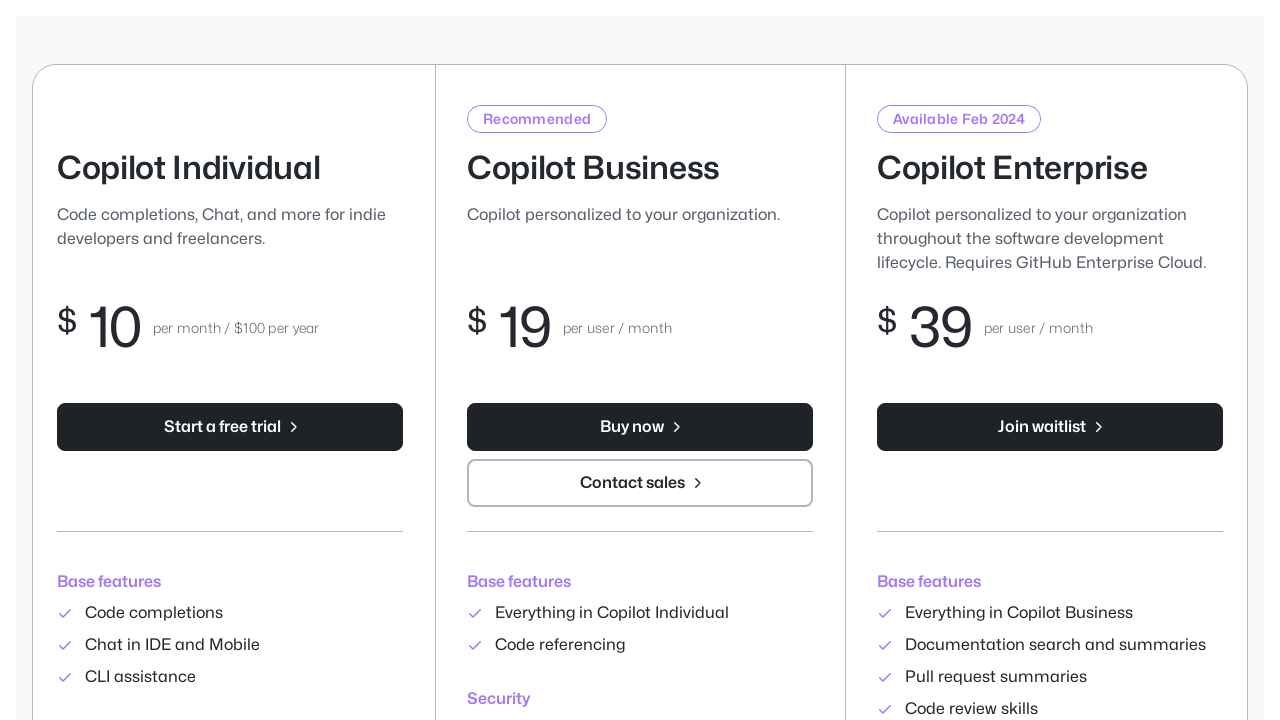 Copilot Individual
Code completions, Chat, and more for indie
developers and freelancers.
$ 10 per month / $100 per year
Start a free trial
Base features
Code completions
Chat in IDE and Mobile
CLI assistance
Recommended
Copilot Business
Copilot personalized to your organization.
$ 19 per user / month
Buy now
Contact sales
Base features
Everything in Copilot Individual
Code referencing
Security
Available Feb 2024
Copilot Enterprise
Copilot personalized to your organization
throughout the software development
lifecycle. Requires GitHub Enterprise Cloud.
$ 39 per user / month
Join waitlist
Base features
Everything in Copilot Business
Documentation search and summaries
Pull request summaries
Code review skills